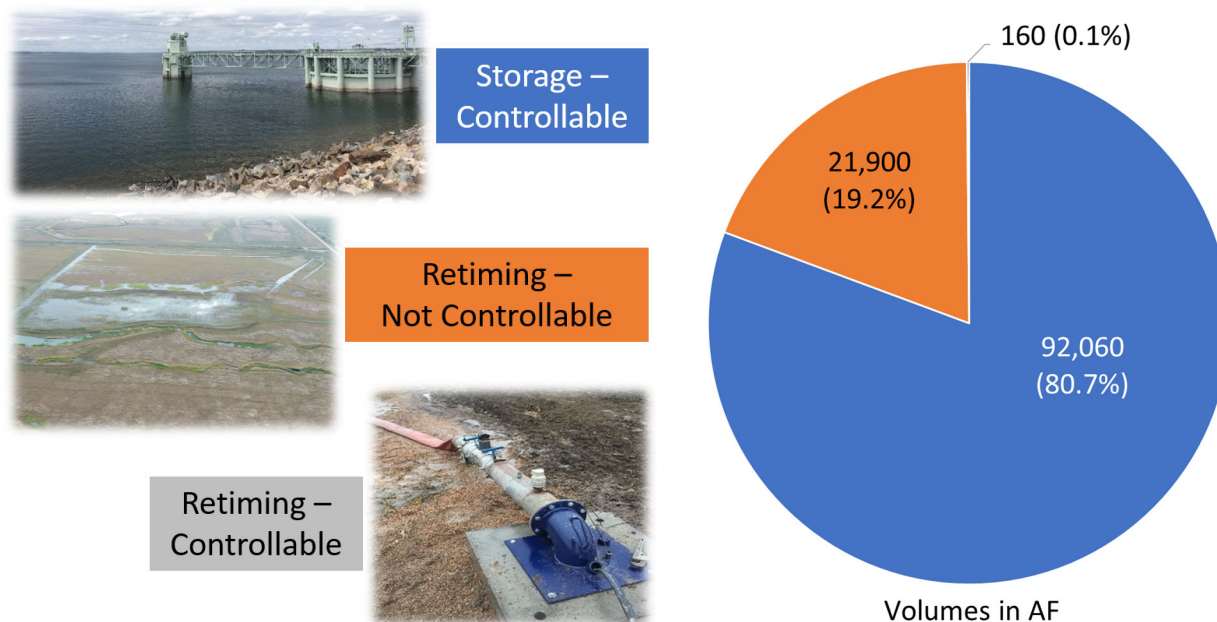 Storage –
Controllable
Retiming –
Not Controllable
Retiming –
Controllable
160 (0.1%)
21,900
(19.2%)
92,060
(80.7%)
Volumes in AF